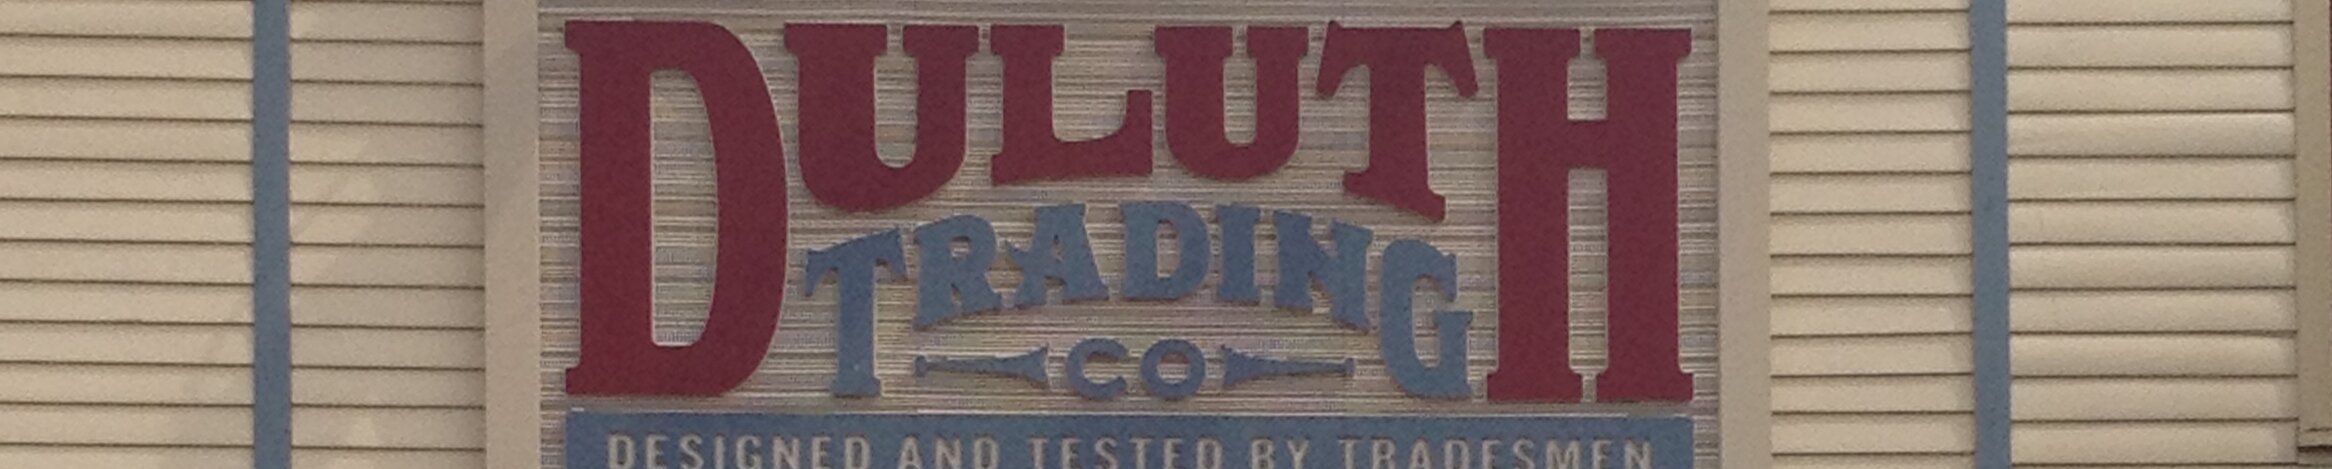 DULUTH
TRADING
CO
DESIGNED AND TESTED BY TRADESMEN